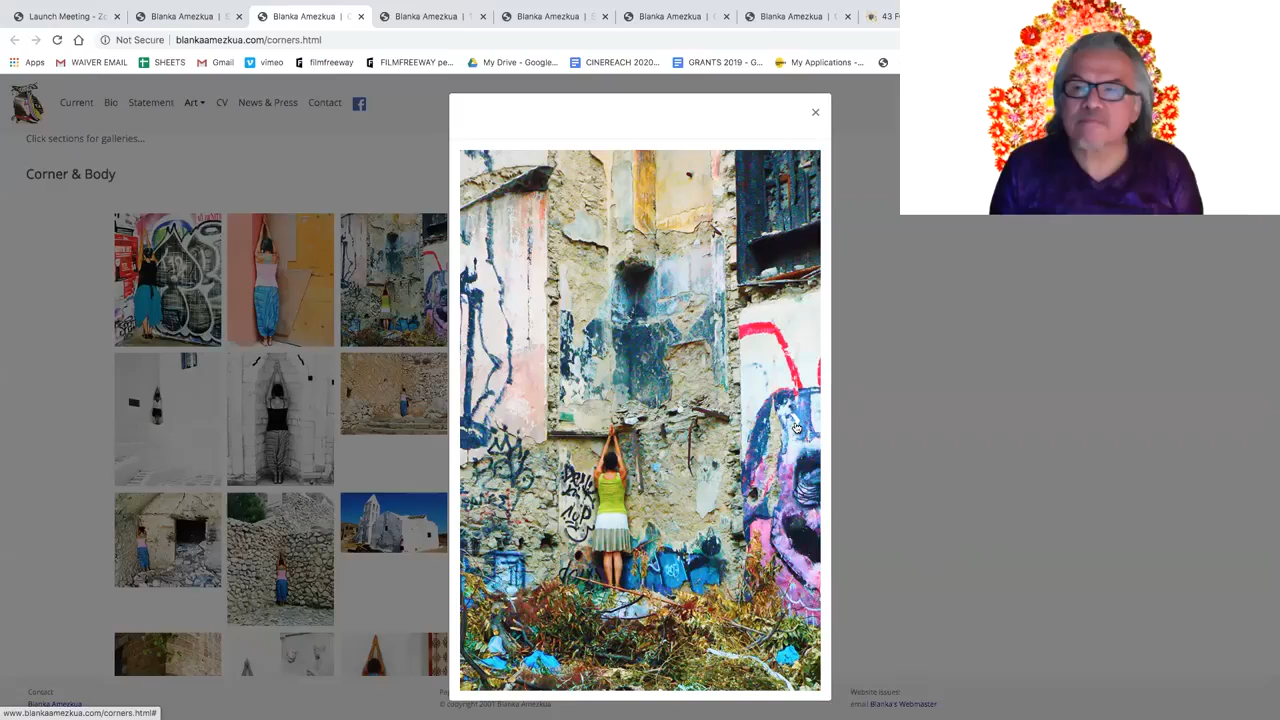 Launch Meeting - Zo
Blanka Amezkua |
Blanka Amezkua | C
Blanka Amezkua |
Blanka Amezkua |
Blanka Amezkua |
Blanka Amezkua |
43 F
Not Secure | blankaamezkua.com/corners.html
Apps WAIVER EMAIL SHEETS Gmail vimeo filmfreeway FILMFREEWAY pe... My Drive - Google... CINEREACH 2020... GRANTS 2019 - G... My Applications -...
Current Bio Statement Art CV News & Press Contact
Click sections for galleries...
Corner & Body
Contact
Blanka Amezkua
© copyright 2001 Blanka Amezkua
Website issues:
email Blanka's Webmaster
www.blankaamezkua.com/corners.html#